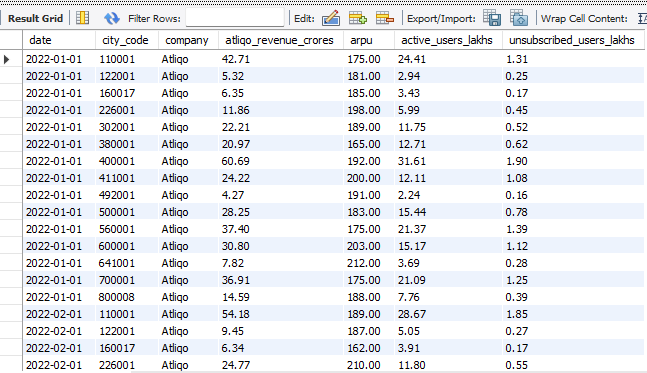 Result Grid Filter Rows: Edit: Export/Import: Wrap Cell Content:
date city_code company atliqo_revenue_crores arpu active_users_lakhs unsubscribed_users_lakhs
2022-01-01 110001 Atliqo 42.71 175.00 24.41 1.31
2022-01-01 122001 Atliqo 5.32 181.00 2.94 0.25
2022-01-01 160017 Atliqo 6.35 185.00 3.43 0.17
2022-01-01 226001 Atliqo 11.86 198.00 5.99 0.45
2022-01-01 302001 Atliqo 22.21 189.00 11.75 0.52
2022-01-01 380001 Atliqo 20.97 165.00 12.71 0.62
2022-01-01 400001 Atliqo 60.69 192.00 31.61 1.90
2022-01-01 411001 Atliqo 24.22 200.00 12.11 1.08
2022-01-01 492001 Atliqo 4.27 191.00 2.24 0.16
2022-01-01 500001 Atliqo 28.25 183.00 15.44 0.78
2022-01-01 560001 Atliqo 37.40 175.00 21.37 1.39
2022-01-01 600001 Atliqo 30.80 203.00 15.17 1.12
2022-01-01 641001 Atliqo 7.82 212.00 3.69 0.28
2022-01-01 700001 Atliqo 36.91 175.00 21.09 1.25
2022-01-01 800008 Atliqo 14.59 188.00 7.76 0.39
2022-02-01 110001 Atliqo 54.18 189.00 28.67 1.85
2022-02-01 122001 Atliqo 9.45 187.00 5.05 0.27
2022-02-01 160017 Atliqo 6.34 162.00 3.91 0.17
2022-02-01 226001 Atliqo 24.77 210.00 11.80 0.55